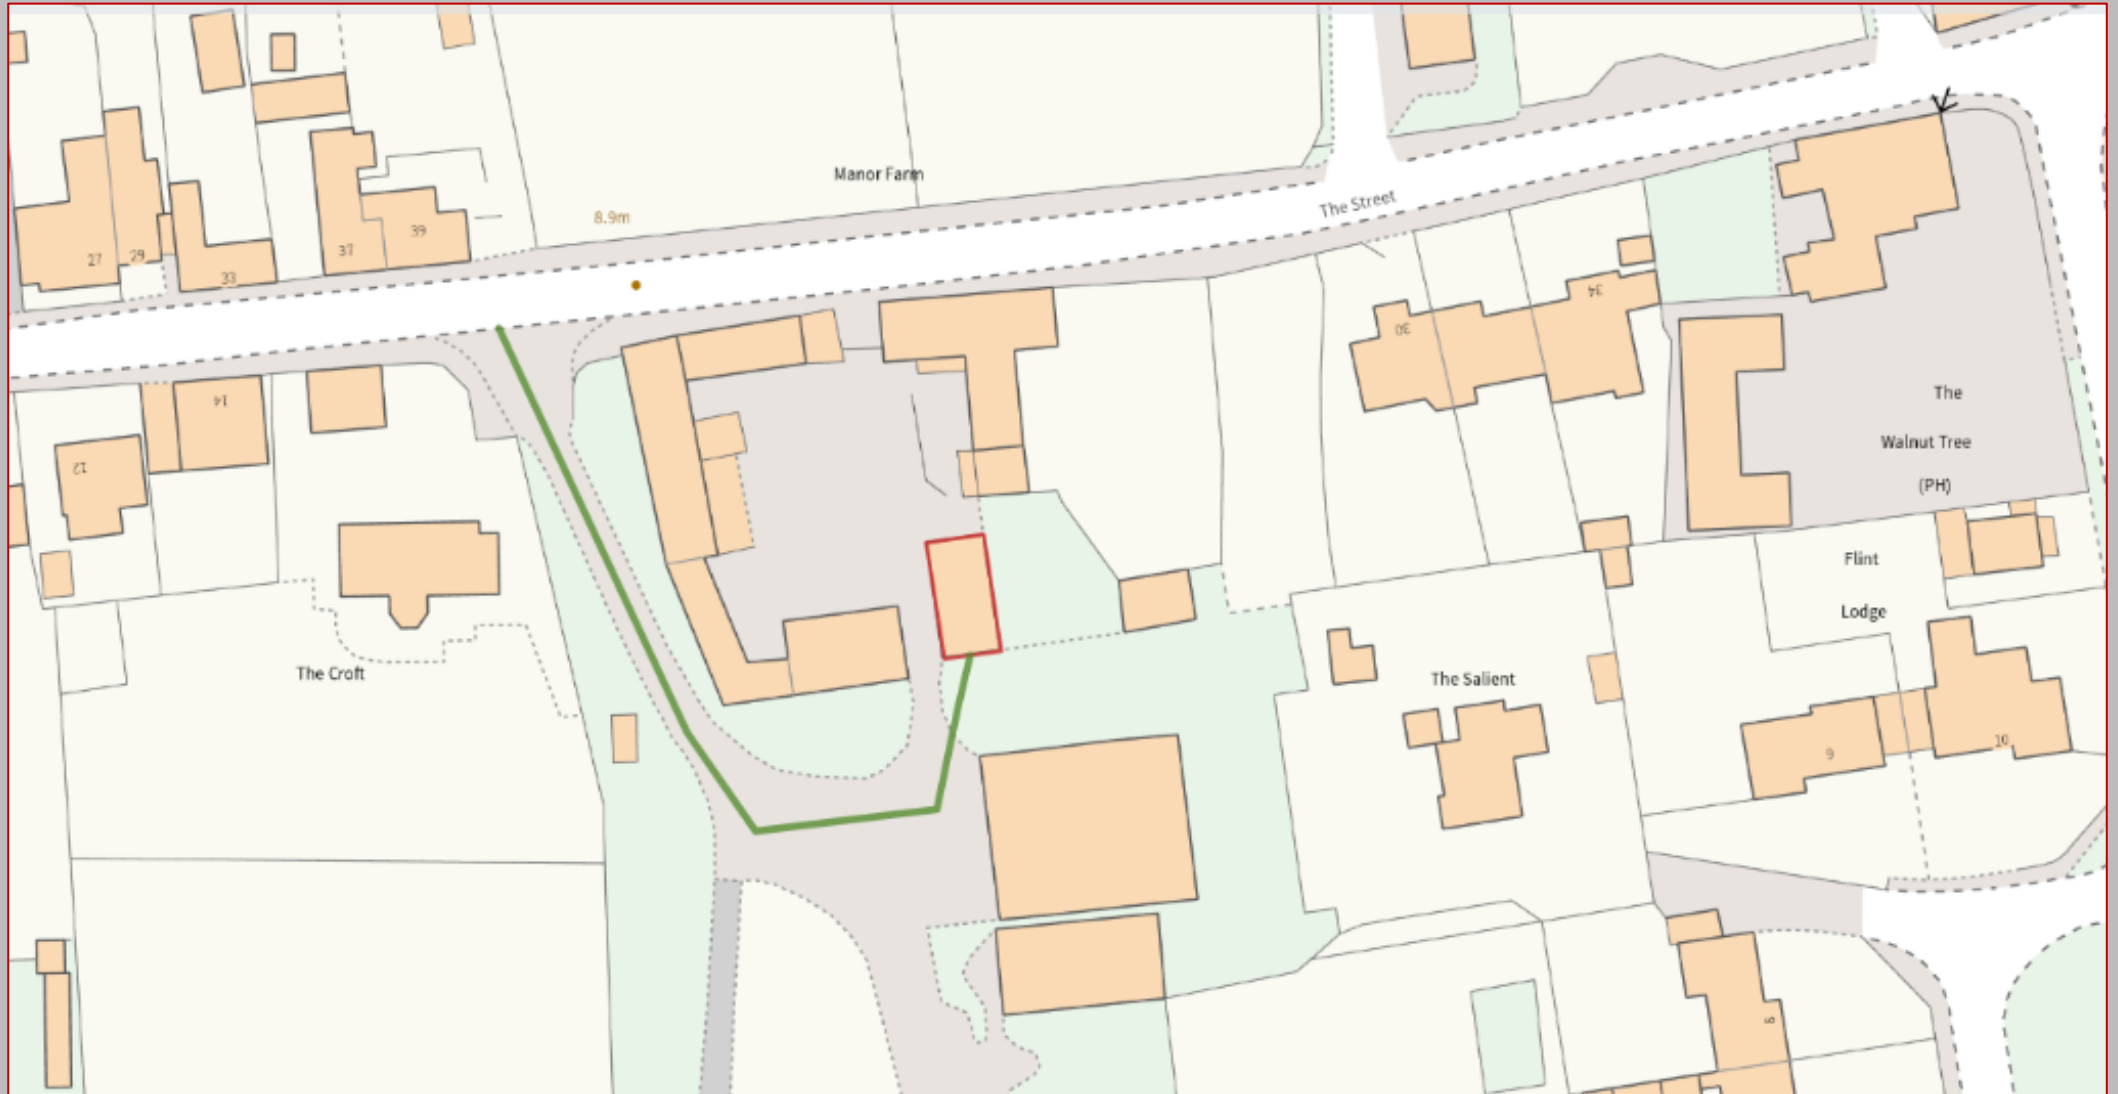 Manor Farm
8.9m
The Street
27
29
33
37
39
30
34
14
12
The
Walnut Tree
(PH)
Flint
Lodge
The Croft
The Salient
9
10